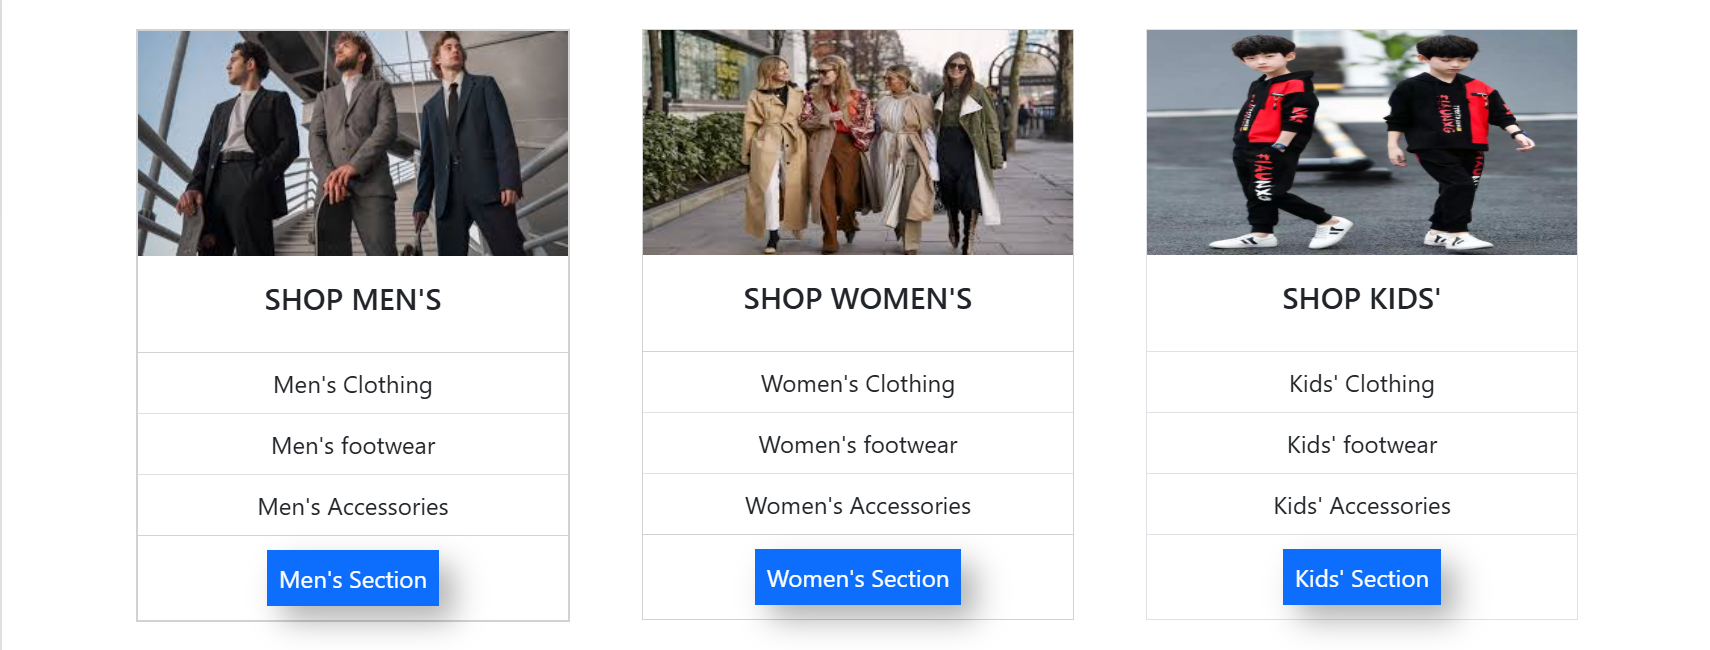 SHOP MEN'S
Men's Clothing
Men's footwear
Men's Accessories
Men's Section
SHOP WOMEN'S
Women's Clothing
Women's footwear
Women's Accessories
Women's Section
SHOP KIDS'
Kids' Clothing
Kids' footwear
Kids' Accessories
Kids' Section